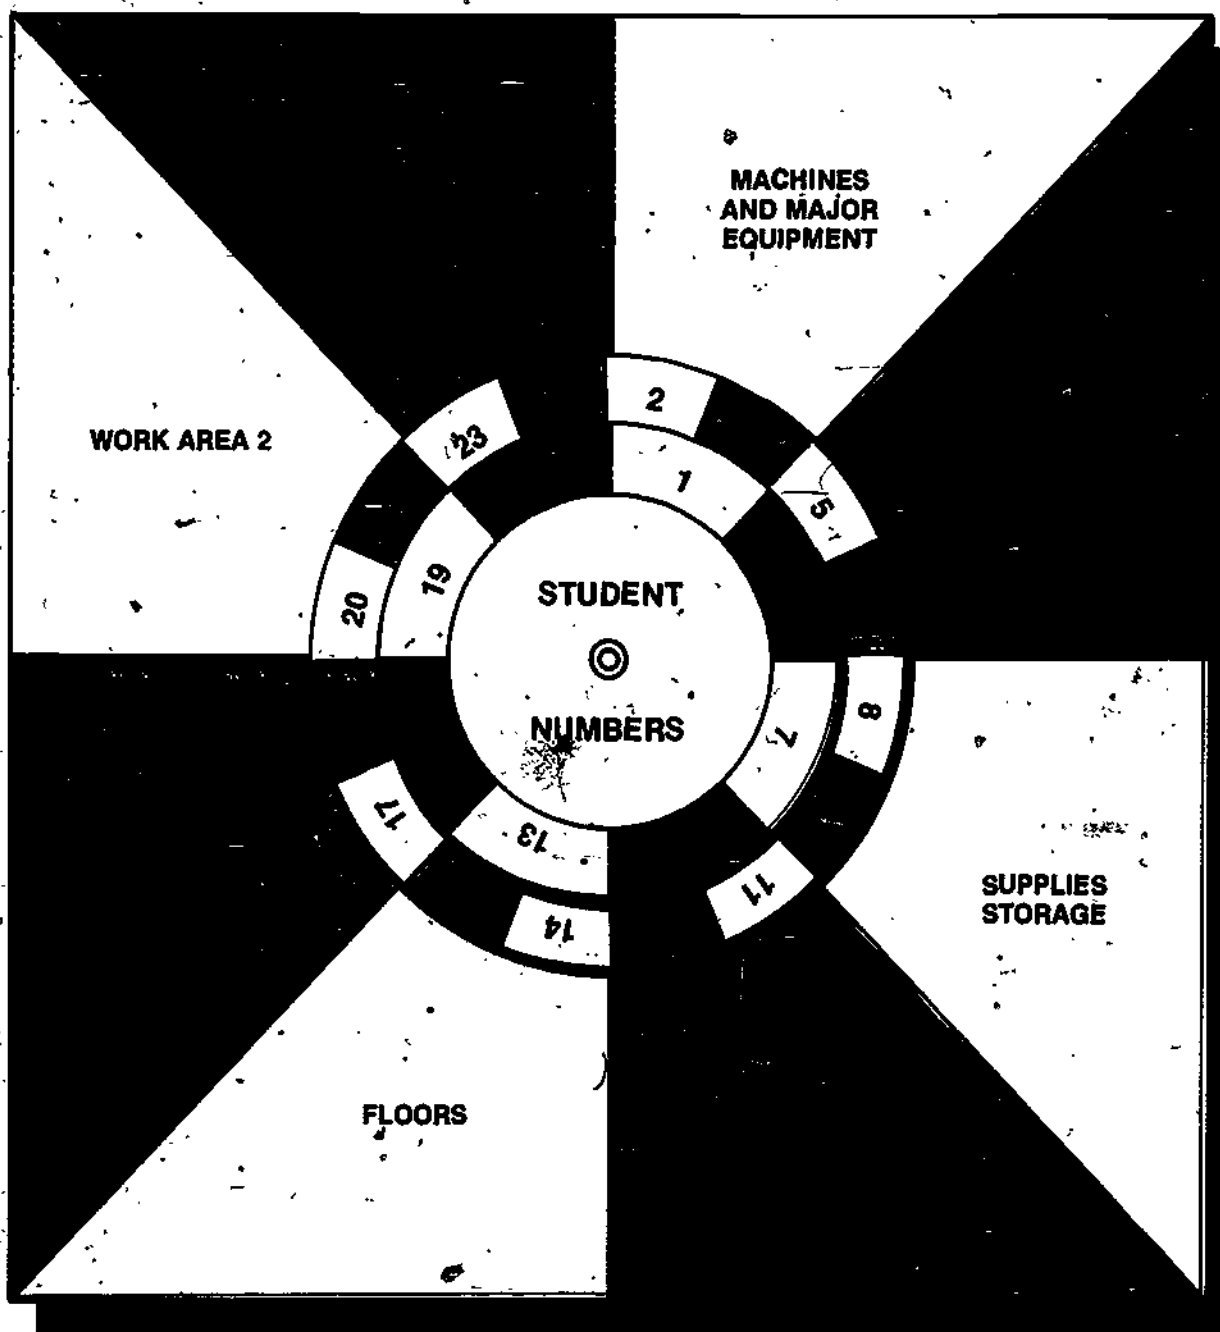 MACHINES
AND MAJOR
EQUIPMENT
WORK AREA 2
23
2
1
5
20
19
STUDENT
NUMBERS
7
8
17
13
14
11
SUPPLIES
STORAGE
FLOORS